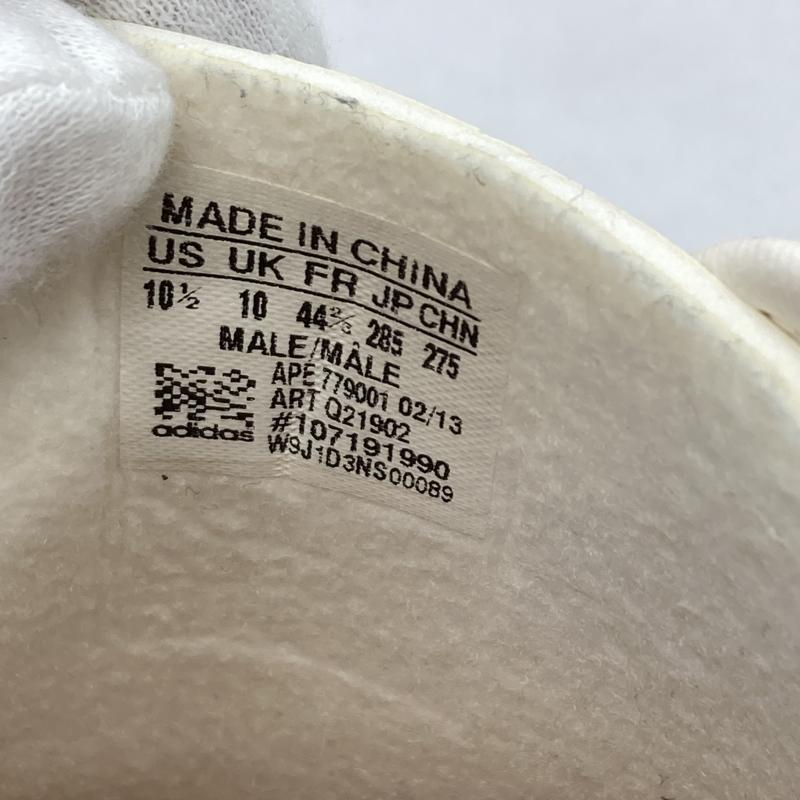 MADE IN CHINA
US UK FR JP CHN
10½ 10 44⅔ 285 275
MALE/MÂLE
APE 779001 02/13
ART Q21902
#107191990
W9J1D3NS00089
adidas